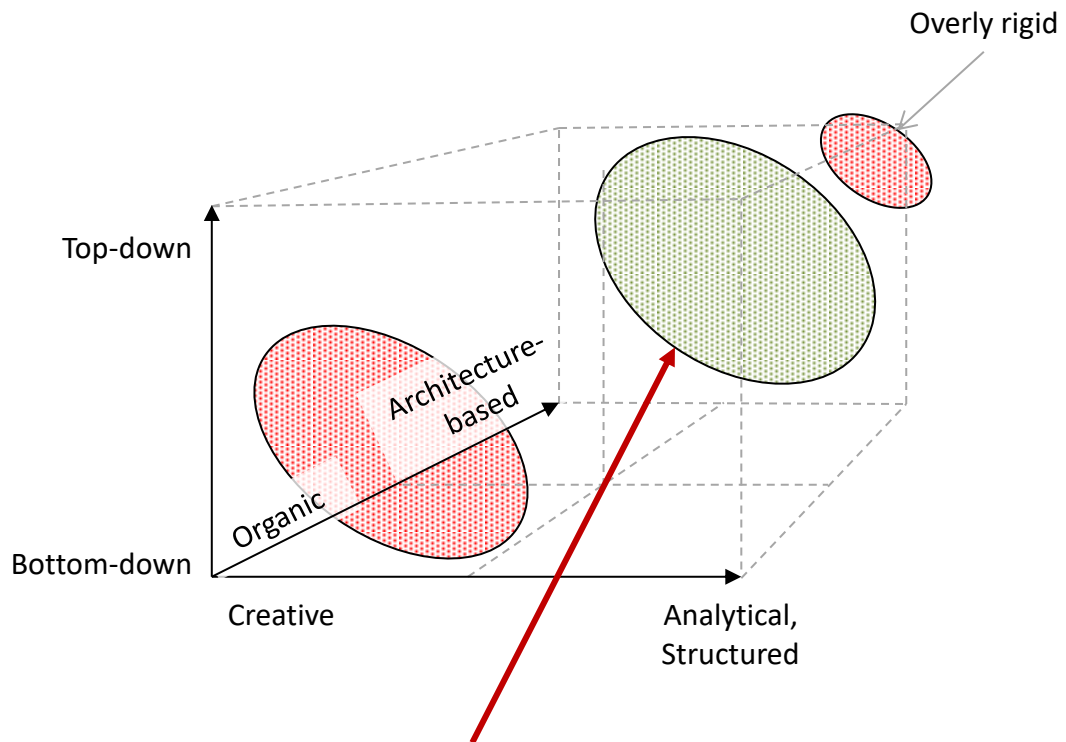 Overly rigid
Top-down
Architecture-
based
Organic
Bottom-down
Creative
Analytical,
Structured